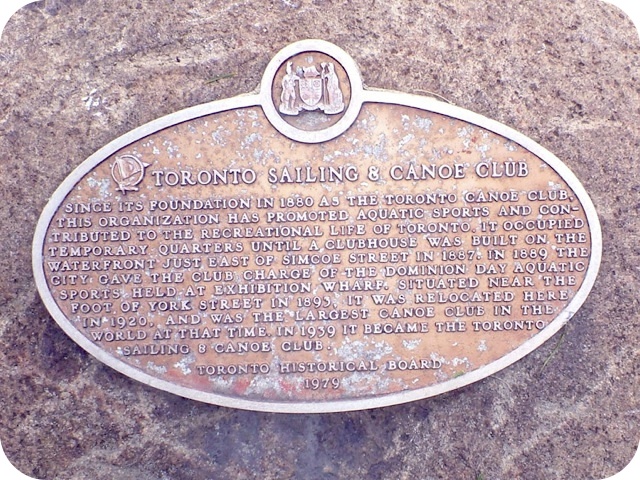 TORONTO SAILING & CANOE CLUB
SINCE ITS FOUNDATION IN 1880 AS THE TORONTO CANOE CLUB,
THIS ORGANIZATION HAS PROMOTED AQUATIC SPORTS AND CON-
TRIBUTED TO THE RECREATIONAL LIFE OF TORONTO. IT OCCUPIED
TEMPORARY QUARTERS UNTIL A CLUBHOUSE WAS BUILT ON THE
WATERFRONT JUST EAST OF SIMCOE STREET IN 1887. IN 1889 THE
CITY GAVE THE CLUB CHARGE OF THE DOMINION DAY AQUATIC
SPORTS HELD AT EXHIBITION WHARF. SITUATED NEAR THE
FOOT OF YORK STREET IN 1895, IT WAS RELOCATED HERE
IN 1920, AND WAS THE LARGEST CANOE CLUB IN THE
WORLD AT THAT TIME. IN 1939 IT BECAME THE TORONTO
SAILING & CANOE CLUB.
TORONTO HISTORICAL BOARD
1979